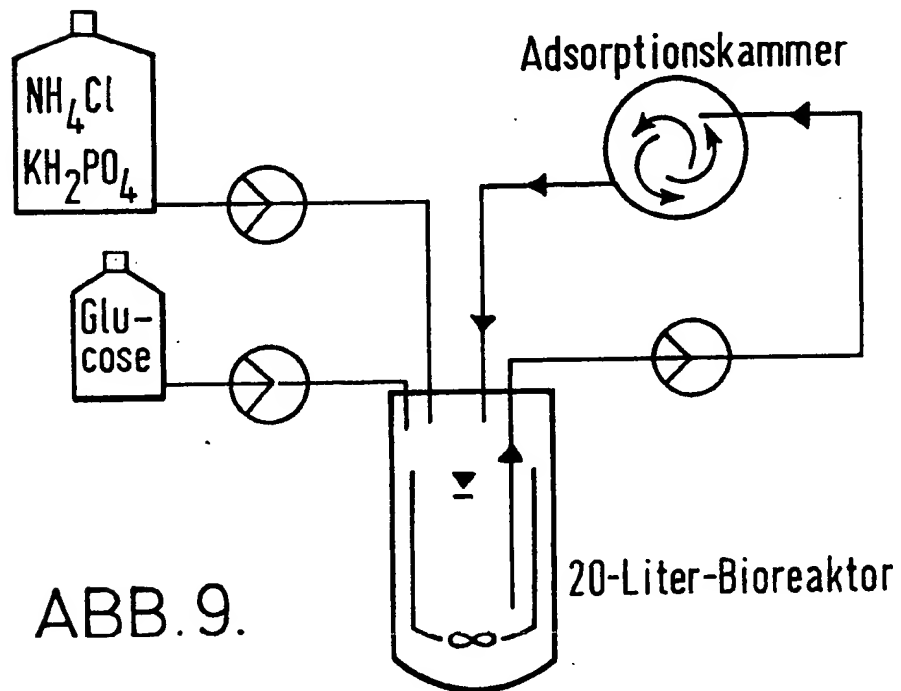 Adsorptionskammer
NH₄Cl
KH₂PO₄
Glu-
cose
20-Liter-Bioreaktor
ABB. 9.